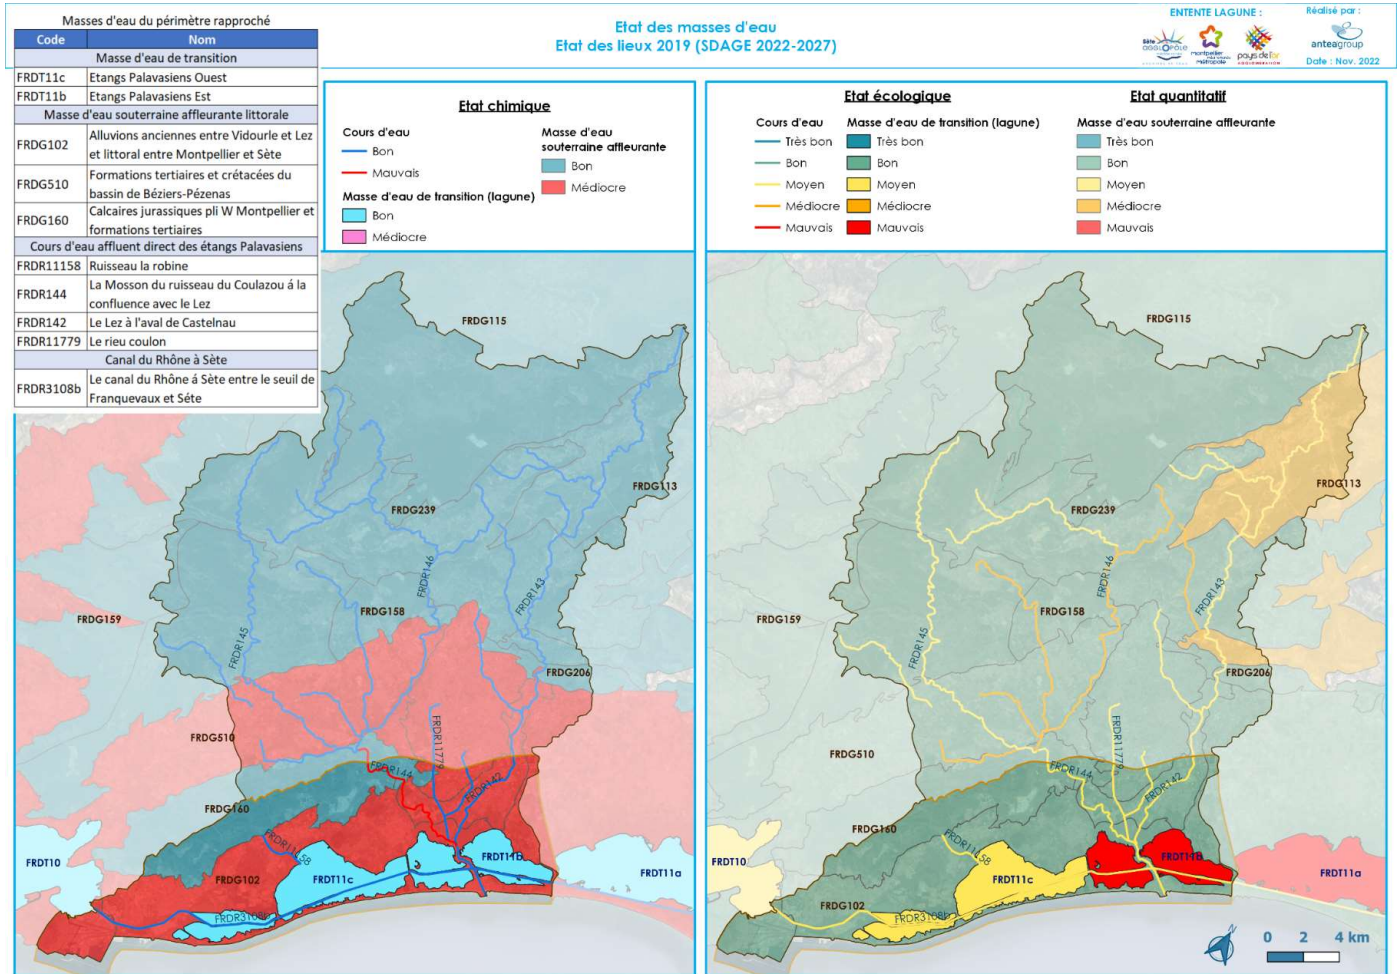 Masses d'eau du périmètre rapproché
Code Nom
Masse d'eau de transition
FRDT11c Etangs Palavasiens Ouest
FRDT11b Etangs Palavasiens Est
Masse d'eau souterraine affleurante littorale
FRDG102 Alluvions anciennes entre Vidourle et Lez
et littoral entre Montpellier et Sète
FRDG510 Formations tertiaires et crétacées du
bassin de Béziers-Pézenas
FRDG160 Calcaires jurassiques pli W Montpellier et
formations tertiaires
Cours d'eau affluent direct des étangs Palavasiens
FRDR11158 Ruisseau la robine
FRDR144 La Mosson du ruisseau du Coulazou á la
confluence avec le Lez
FRDR142 Le Lez à l'aval de Castelnau
FRDR11779 Le rieu coulon
Canal du Rhône à Sète
FRDR3108b Le canal du Rhône á Sète entre le seuil de
Franquevaux et Séte
Etat des masses d'eau
Etat des lieux 2019 (SDAGE 2022-2027)
ENTENTE LAGUNE :
Sète
agglopôle
montpellier
métropole
pays de l'or
Réalisé par :
anteagroup
Date : Nov. 2022
Etat chimique
Cours d'eau
Bon
Mauvais
Masse d'eau de transition (lagune)
Bon
Médiocre
Masse d'eau
souterraine affleurante
Bon
Médiocre
Etat écologique
Cours d'eau
Très bon
Bon
Moyen
Médiocre
Mauvais
Masse d'eau de transition (lagune)
Très bon
Bon
Moyen
Médiocre
Mauvais
Etat quantitatif
Masse d'eau souterraine affleurante
Très bon
Bon
Moyen
Médiocre
Mauvais
FRDG115
FRDG113
FRDG239
FRDR146
FRDR143
FRDG158
FRDG159
FRDR145
FRDG206
FRDG510
FRDR11779
FRDR144
FRDR142
FRDG160
FRDR11158
FRDT10
FRDT11b
FRDT11a
FRDG102
FRDT11c
FRDR3108b
FRDG115
FRDG113
FRDG239
FRDR146
FRDR143
FRDG158
FRDG159
FRDR145
FRDG206
FRDG510
FRDR11779
FRDR144
FRDR142
FRDG160
FRDR11158
FRDT10
FRDT11b
FRDT11a
FRDT11c
FRDG102
FRDR3108b
0 2 4 km